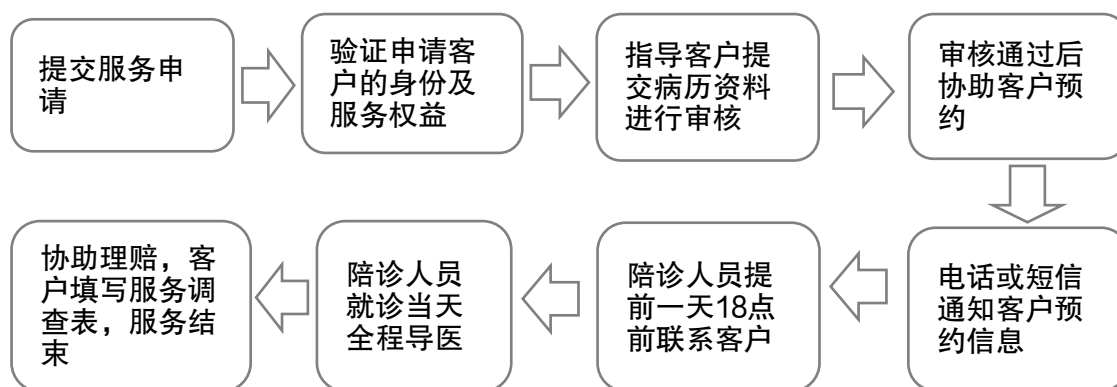 提交服务申
请
验证申请客
户的身份及
服务权益
指导客户提
交病历资料
进行审核
审核通过后
协助客户预
约
电话或短信
通知客户预
约信息
陪诊人员提
前一天18点
前联系客户
陪诊人员
就诊当天
全程导医
协助理赔，客
户填写服务调
查表，服务结
束